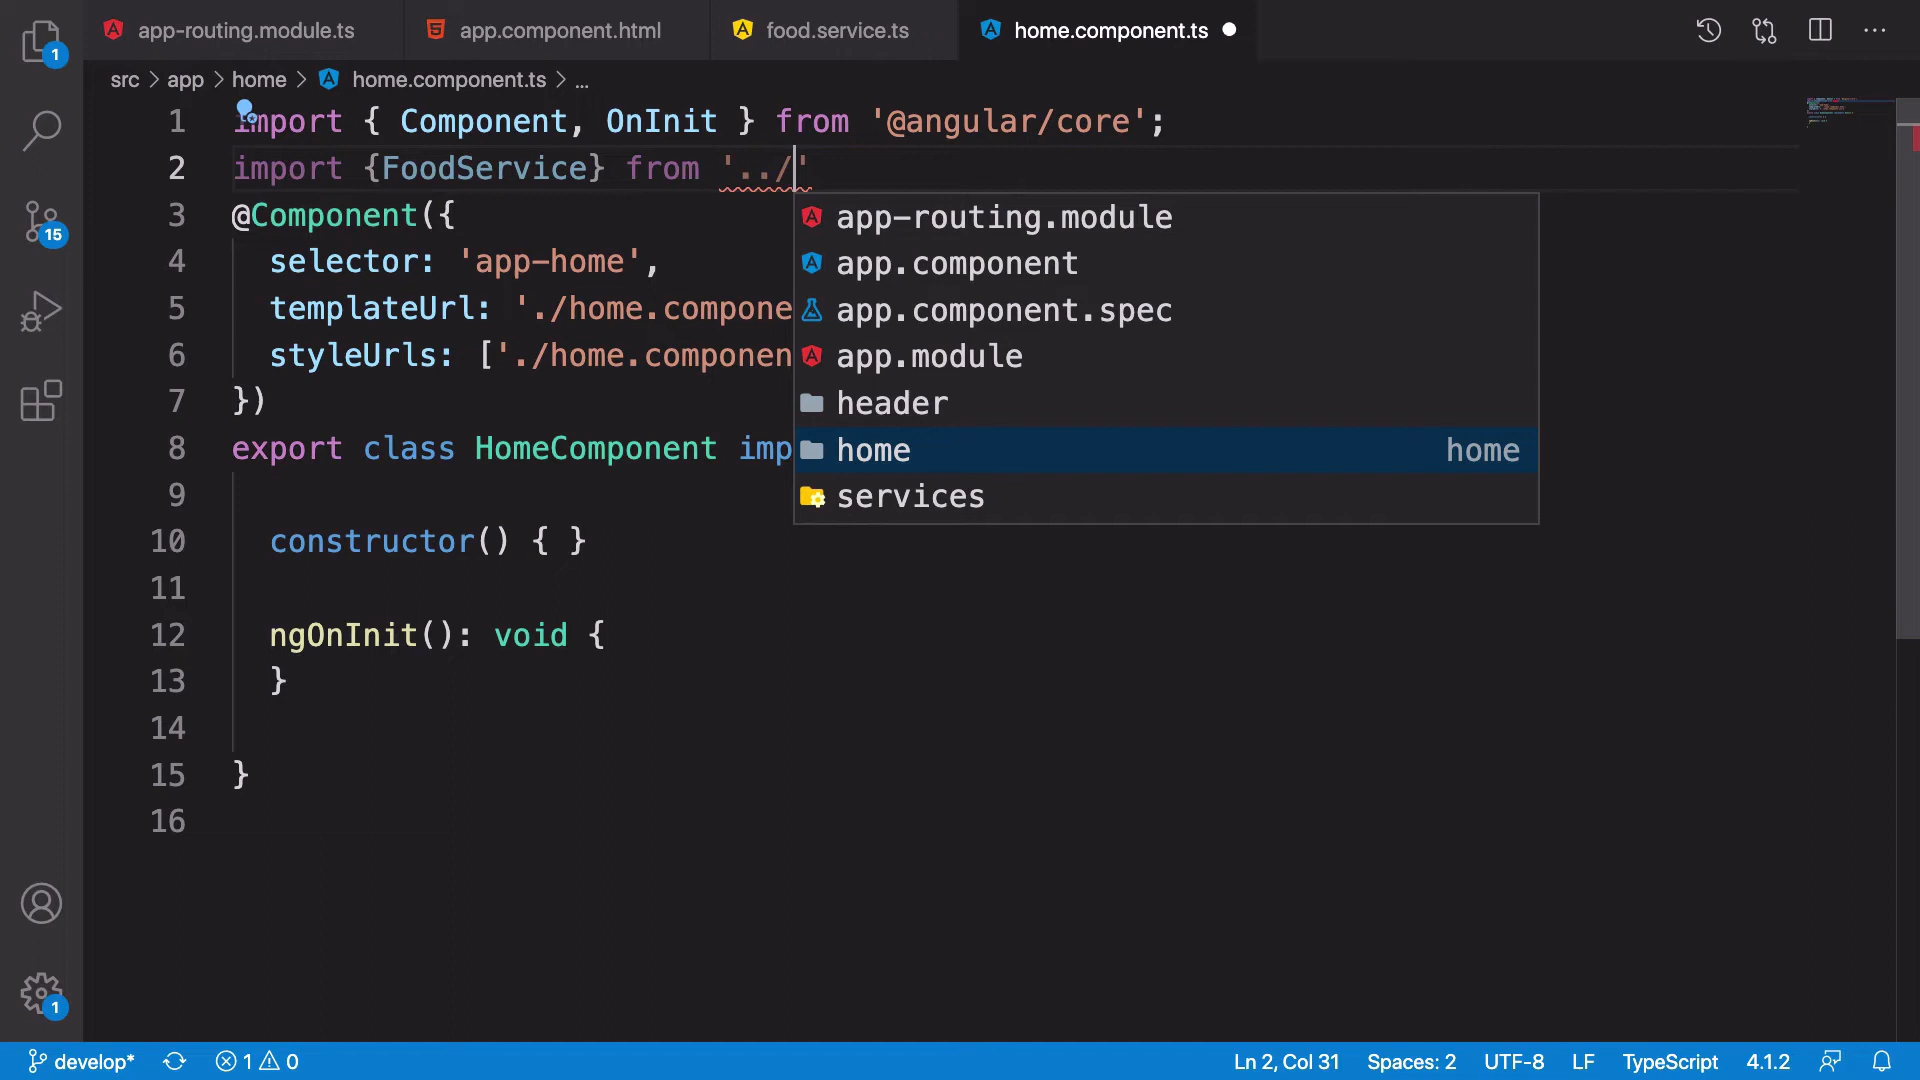 1
app-routing.module.ts
app.component.html
food.service.ts
home.component.ts
src > app > home > home.component.ts > ...
1 import { Component, OnInit } from '@angular/core';
2 import {FoodService} from '../'
3 @Component({
4 selector: 'app-home',
5 templateUrl: './home.compone
6 styleUrls: ['./home.componen
7 })
8 export class HomeComponent imp
9
10 constructor() { }
11
12 ngOnInit(): void {
13 }
14
15 }
16
app-routing.module
app.component
app.component.spec
app.module
header
home home
services
15
1
develop* 1 0 Ln 2, Col 31 Spaces: 2 UTF-8 LF TypeScript 4.1.2